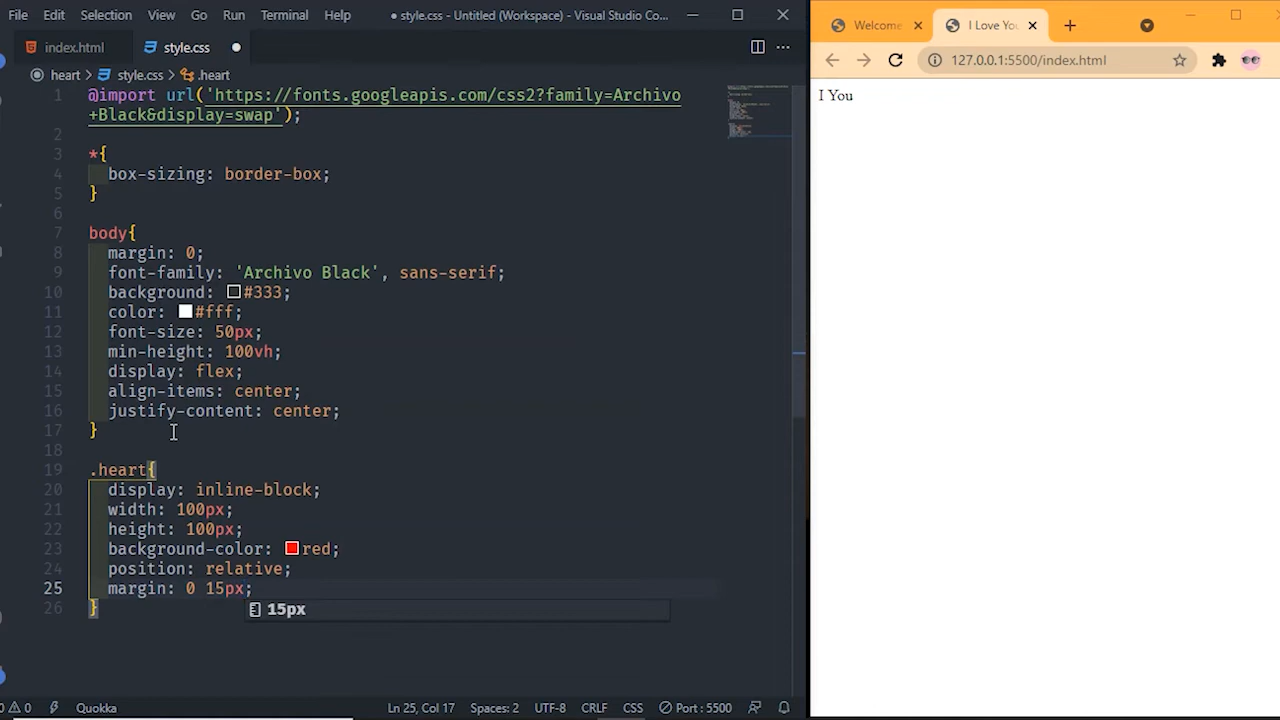 File Edit Selection View Go Run Terminal Help ● style.css - Untitled (Workspace) - Visual Studio Co...
index.html style.css
heart > style.css > .heart
1 @import url('https://fonts.googleapis.com/css2?family=Archivo
+Black&display=swap');
2
3 *{
4 box-sizing: border-box;
5 }
6
7 body{
8 margin: 0;
9 font-family: 'Archivo Black', sans-serif;
10 background: #333;
11 color: #fff;
12 font-size: 50px;
13 min-height: 100vh;
14 display: flex;
15 align-items: center;
16 justify-content: center;
17 }
18
19 .heart{
20 display: inline-block;
21 width: 100px;
22 height: 100px;
23 background-color: red;
24 position: relative;
25 margin: 0 15px;
26 }
15px
0 0 Quokka Ln 25, Col 17 Spaces: 2 UTF-8 CRLF CSS Port : 5500
Welcome I Love You
127.0.0.1:5500/index.html
I You